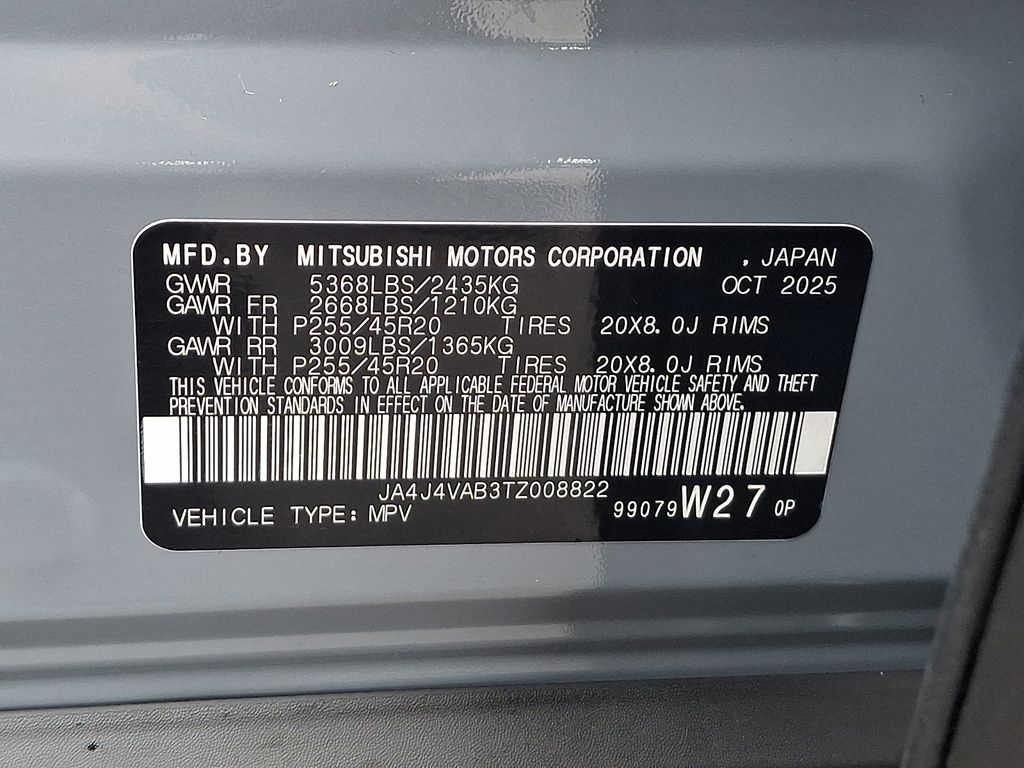 MFD.BY MITSUBISHI MOTORS CORPORATION , JAPAN
GVWR 5368LBS/2435KG OCT 2025
GAWR FR 2668LBS/1210KG
WITH P255/45R20 TIRES 20X8.0J RIMS
GAWR RR 3009LBS/1365KG
WITH P255/45R20 TIRES 20X8.0J RIMS
THIS VEHICLE CONFORMS TO ALL APPLICABLE FEDERAL MOTOR VEHICLE SAFETY AND THEFT
PREVENTION STANDARDS IN EFFECT ON THE DATE OF MANUFACTURE SHOWN ABOVE.
JA4J4VAB3TZ008822
VEHICLE TYPE: MPV 99079W27 0P